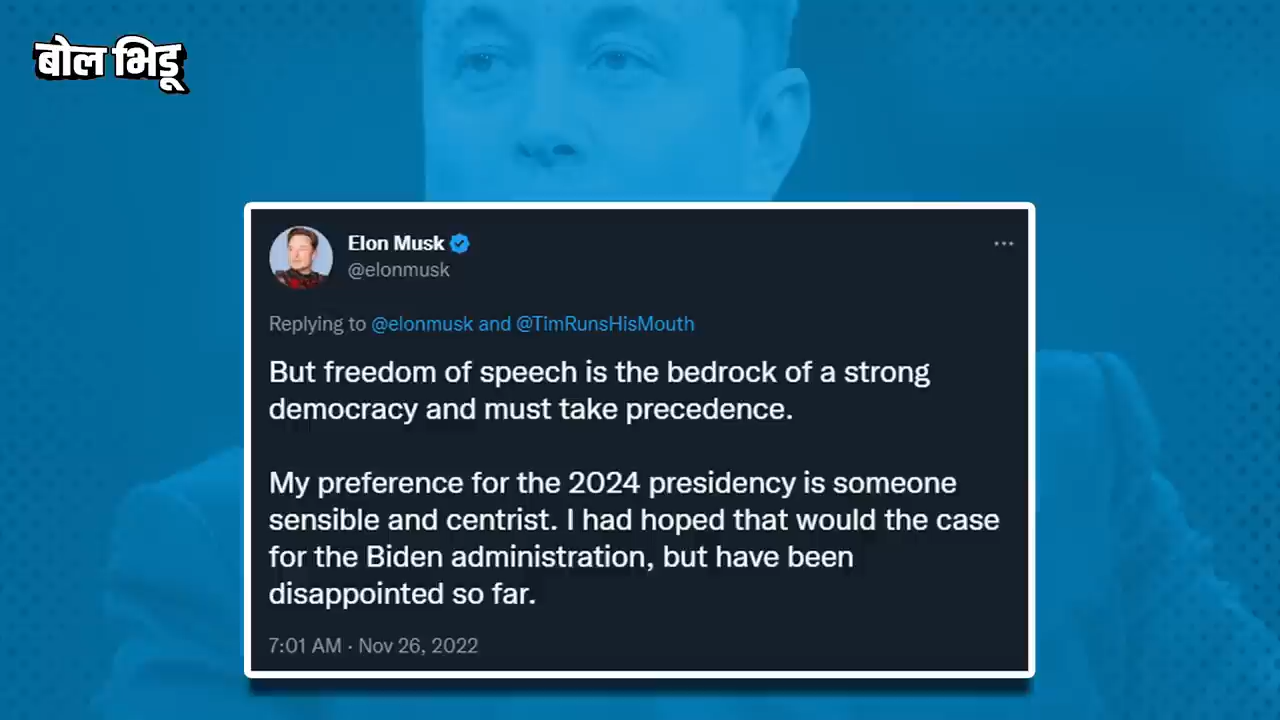 बोल भिडू
Elon Musk
@elonmusk
Replying to @elonmusk and @TimRunsHisMouth
But freedom of speech is the bedrock of a strong
democracy and must take precedence.
My preference for the 2024 presidency is someone
sensible and centrist. I had hoped that would the case
for the Biden administration, but have been
disappointed so far.
7:01 AM · Nov 26, 2022